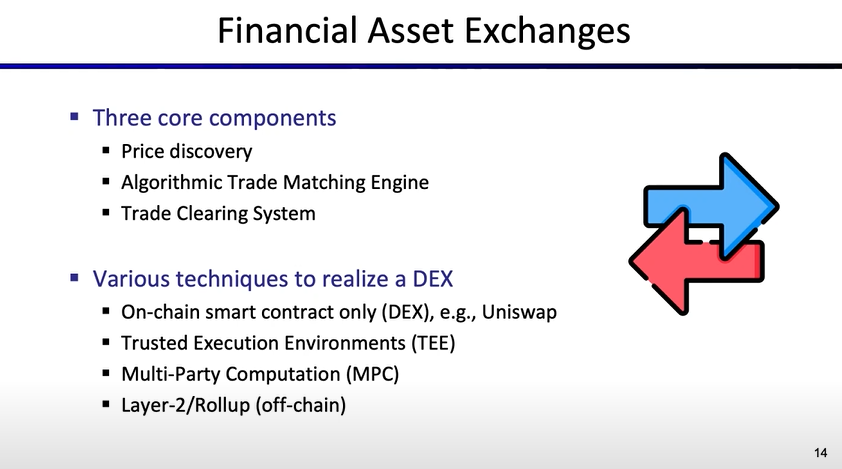 Financial Asset Exchanges
Three core components
Price discovery
Algorithmic Trade Matching Engine
Trade Clearing System
Various techniques to realize a DEX
On-chain smart contract only (DEX), e.g., Uniswap
Trusted Execution Environments (TEE)
Multi-Party Computation (MPC)
Layer-2/Rollup (off-chain)
14